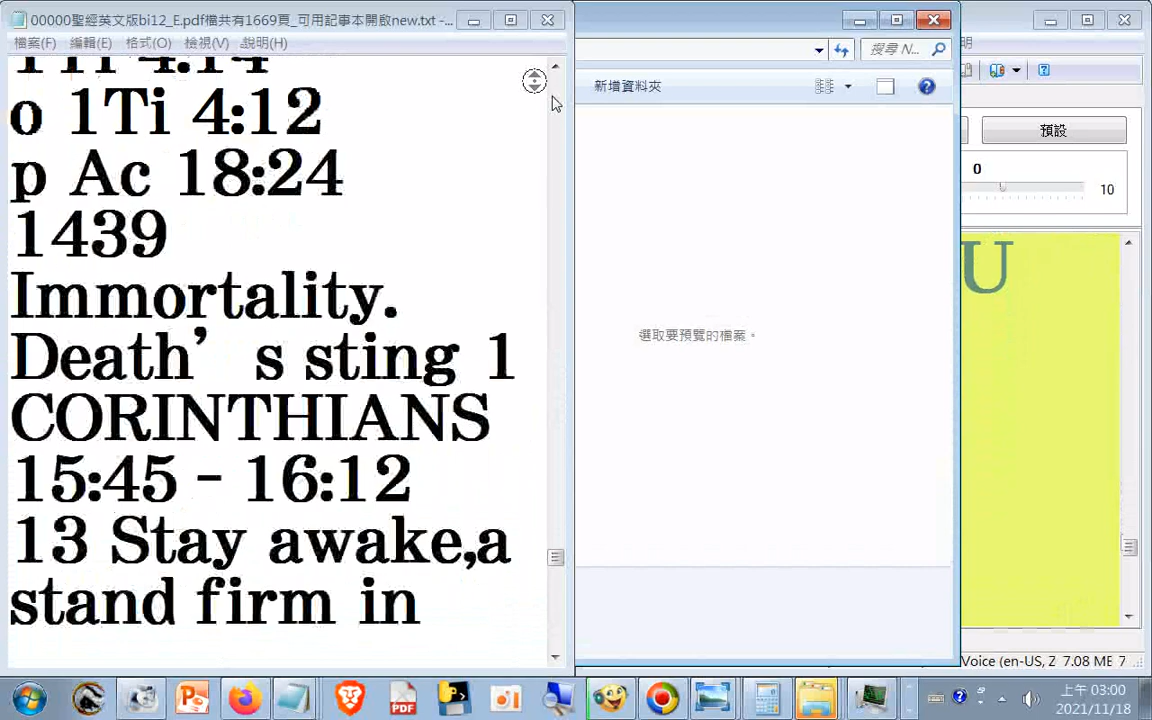 00000聖經英文版bi12_E.pdf檔共有1669頁_可用記事本開啟new.txt -...
檔案(F) 編輯(E) 格式(O) 檢視(V) 說明(H)
1Ti 4:14
o 1Ti 4:12
p Ac 18:24
1439
Immortality.
Death’s sting 1
CORINTHIANS
15:45 – 16:12
13 Stay awake,a
stand firm in
搜尋 N...
新增資料夾
選取要預覽的檔案。
明
預設
0
10
U
Voice (en-US, Z 7.08 ME 7
PDF
上午 03:00
2021/11/18